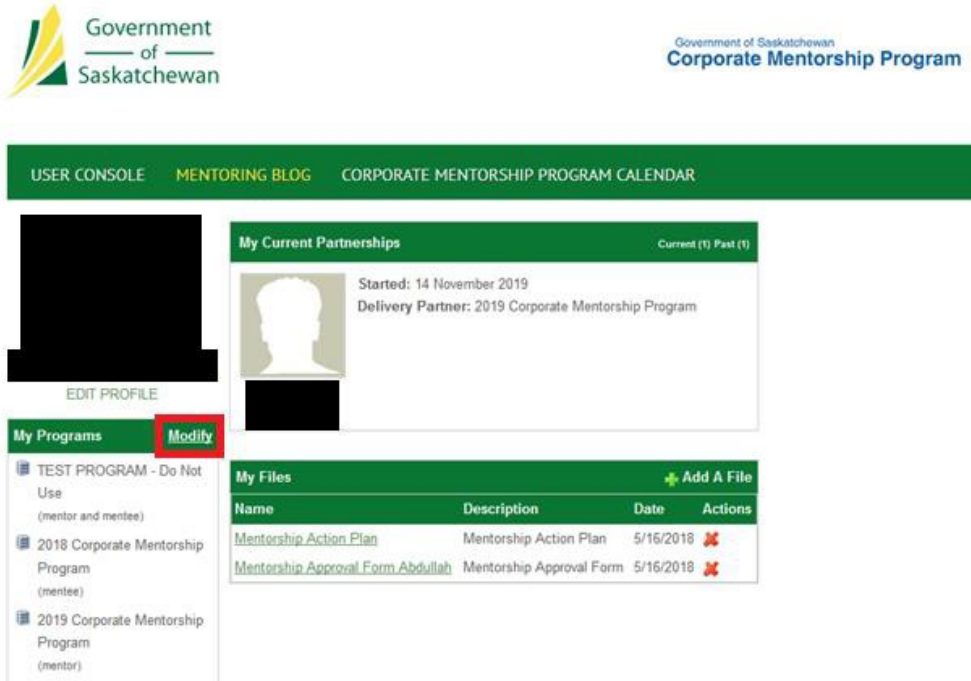 Government
of
Saskatchewan
Government of Saskatchewan
Corporate Mentorship Program
USER CONSOLE MENTORING BLOG CORPORATE MENTORSHIP PROGRAM CALENDAR
EDIT PROFILE
My Programs Modify
TEST PROGRAM - Do Not
Use
(mentor and mentee)
2018 Corporate Mentorship
Program
(mentee)
2019 Corporate Mentorship
Program
(mentor)
My Current Partnerships Current (1) Past (1)
Started: 14 November 2019
Delivery Partner: 2019 Corporate Mentorship Program
My Files Add A File
Name Description Date Actions
Mentorship Action Plan Mentorship Action Plan 5/16/2018
Mentorship Approval Form Abdullah Mentorship Approval Form 5/16/2018